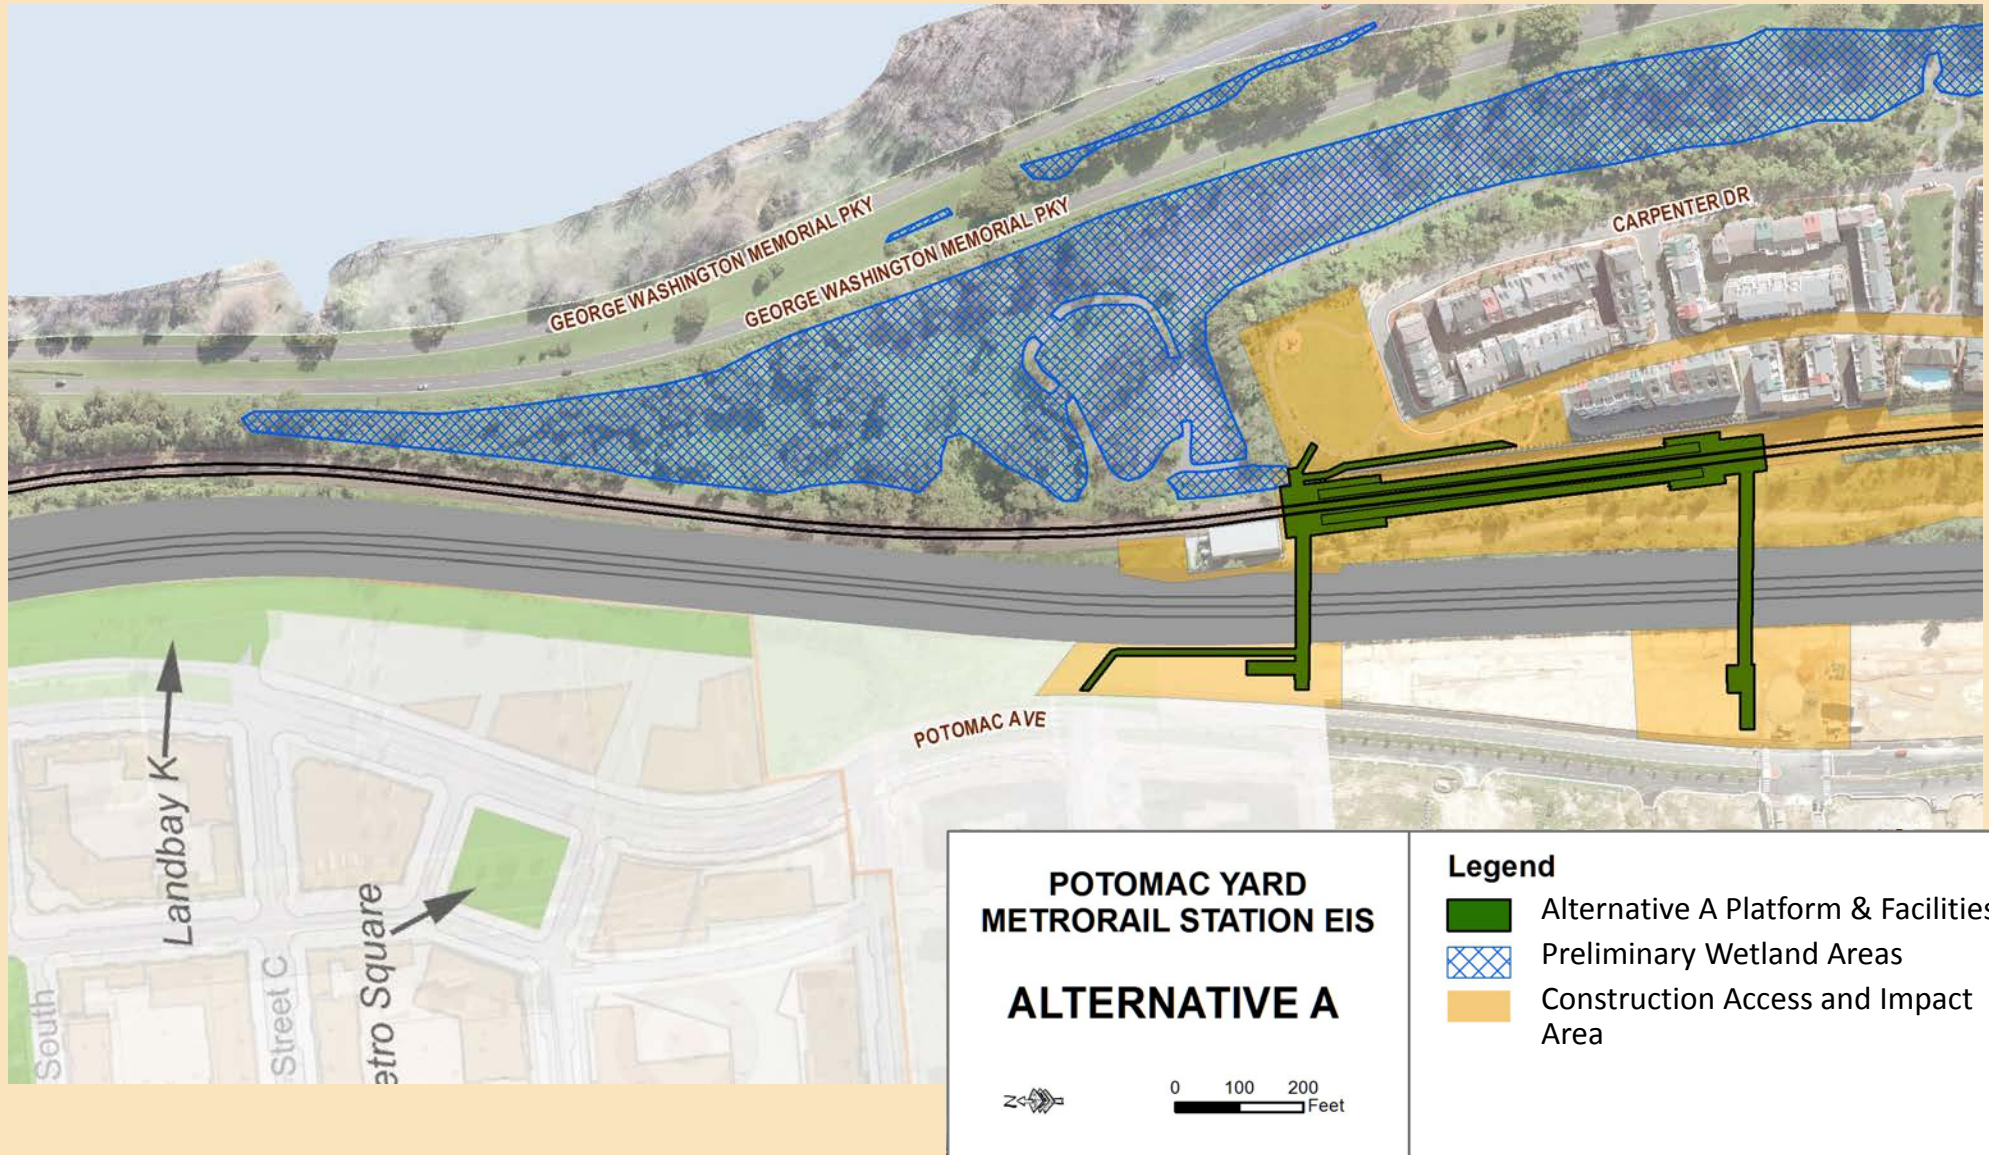 GEORGE WASHINGTON MEMORIAL PKY
GEORGE WASHINGTON MEMORIAL PKY
CARPENTER DR
POTOMAC AVE
Landbay K
etro Square
Street C
South
POTOMAC YARD
METRORAIL STATION EIS
ALTERNATIVE A
N
0 100 200
Feet
Legend
Alternative A Platform & Facilities
Preliminary Wetland Areas
Construction Access and Impact
Area